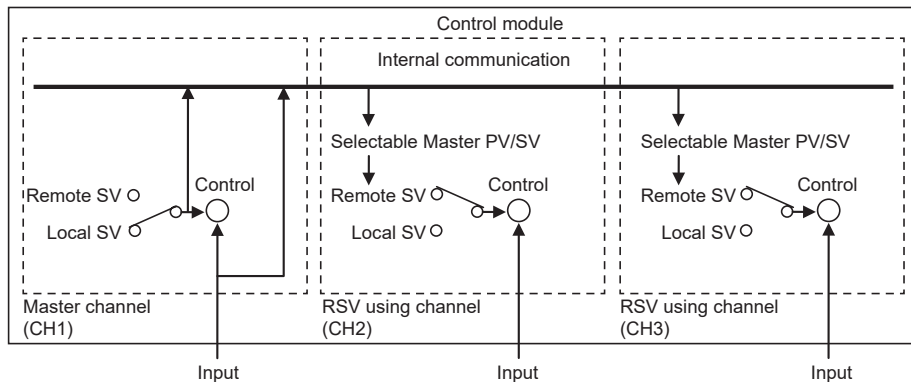 Control module
Internal communication
Selectable Master PV/SV
Selectable Master PV/SV
Remote SV
Control
Local SV
Remote SV
Control
Local SV
Remote SV
Control
Local SV
Master channel
(CH1)
RSV using channel
(CH2)
RSV using channel
(CH3)
Input
Input
Input